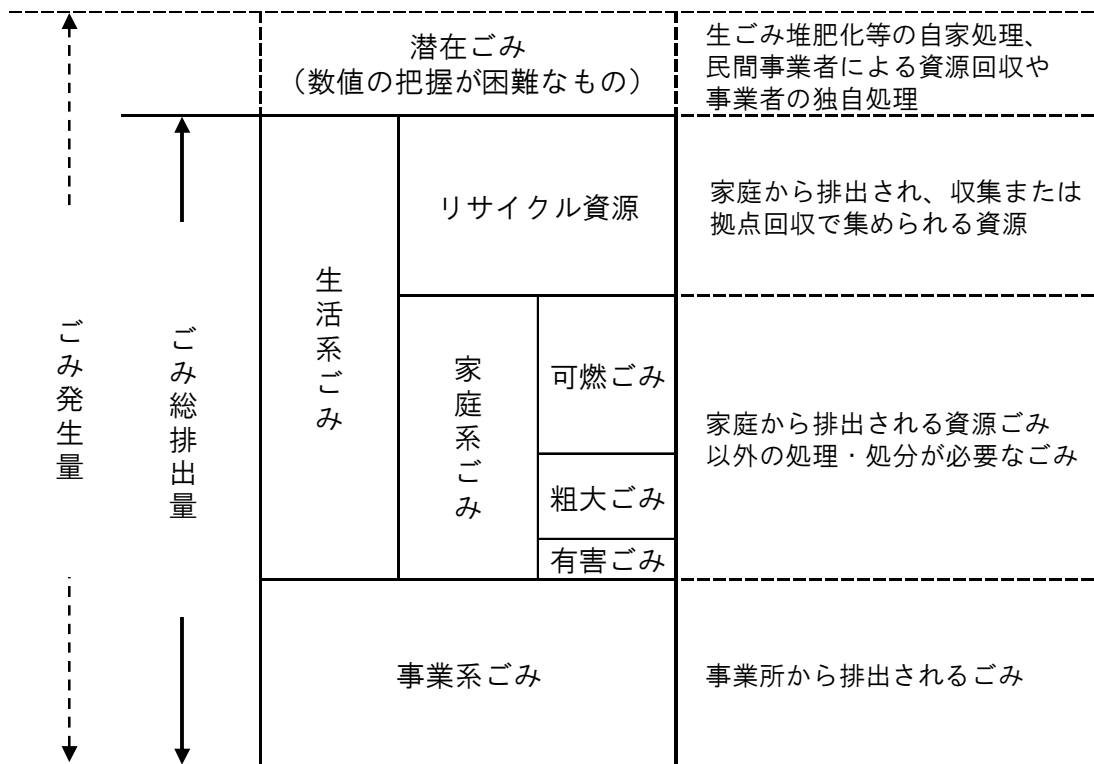 潜在ごみ
（数値の把握が困難なもの）
生ごみ堆肥化等の自家処理、
民間事業者による資源回収や
事業者の独自処理
ごみ発生量
ごみ総排出量
生活系ごみ
リサイクル資源
家庭から排出され、収集または
拠点回収で集められる資源
家庭系ごみ
可燃ごみ
粗大ごみ
有害ごみ
家庭から排出される資源ごみ
以外の処理・処分が必要なごみ
事業系ごみ
事業所から排出されるごみ